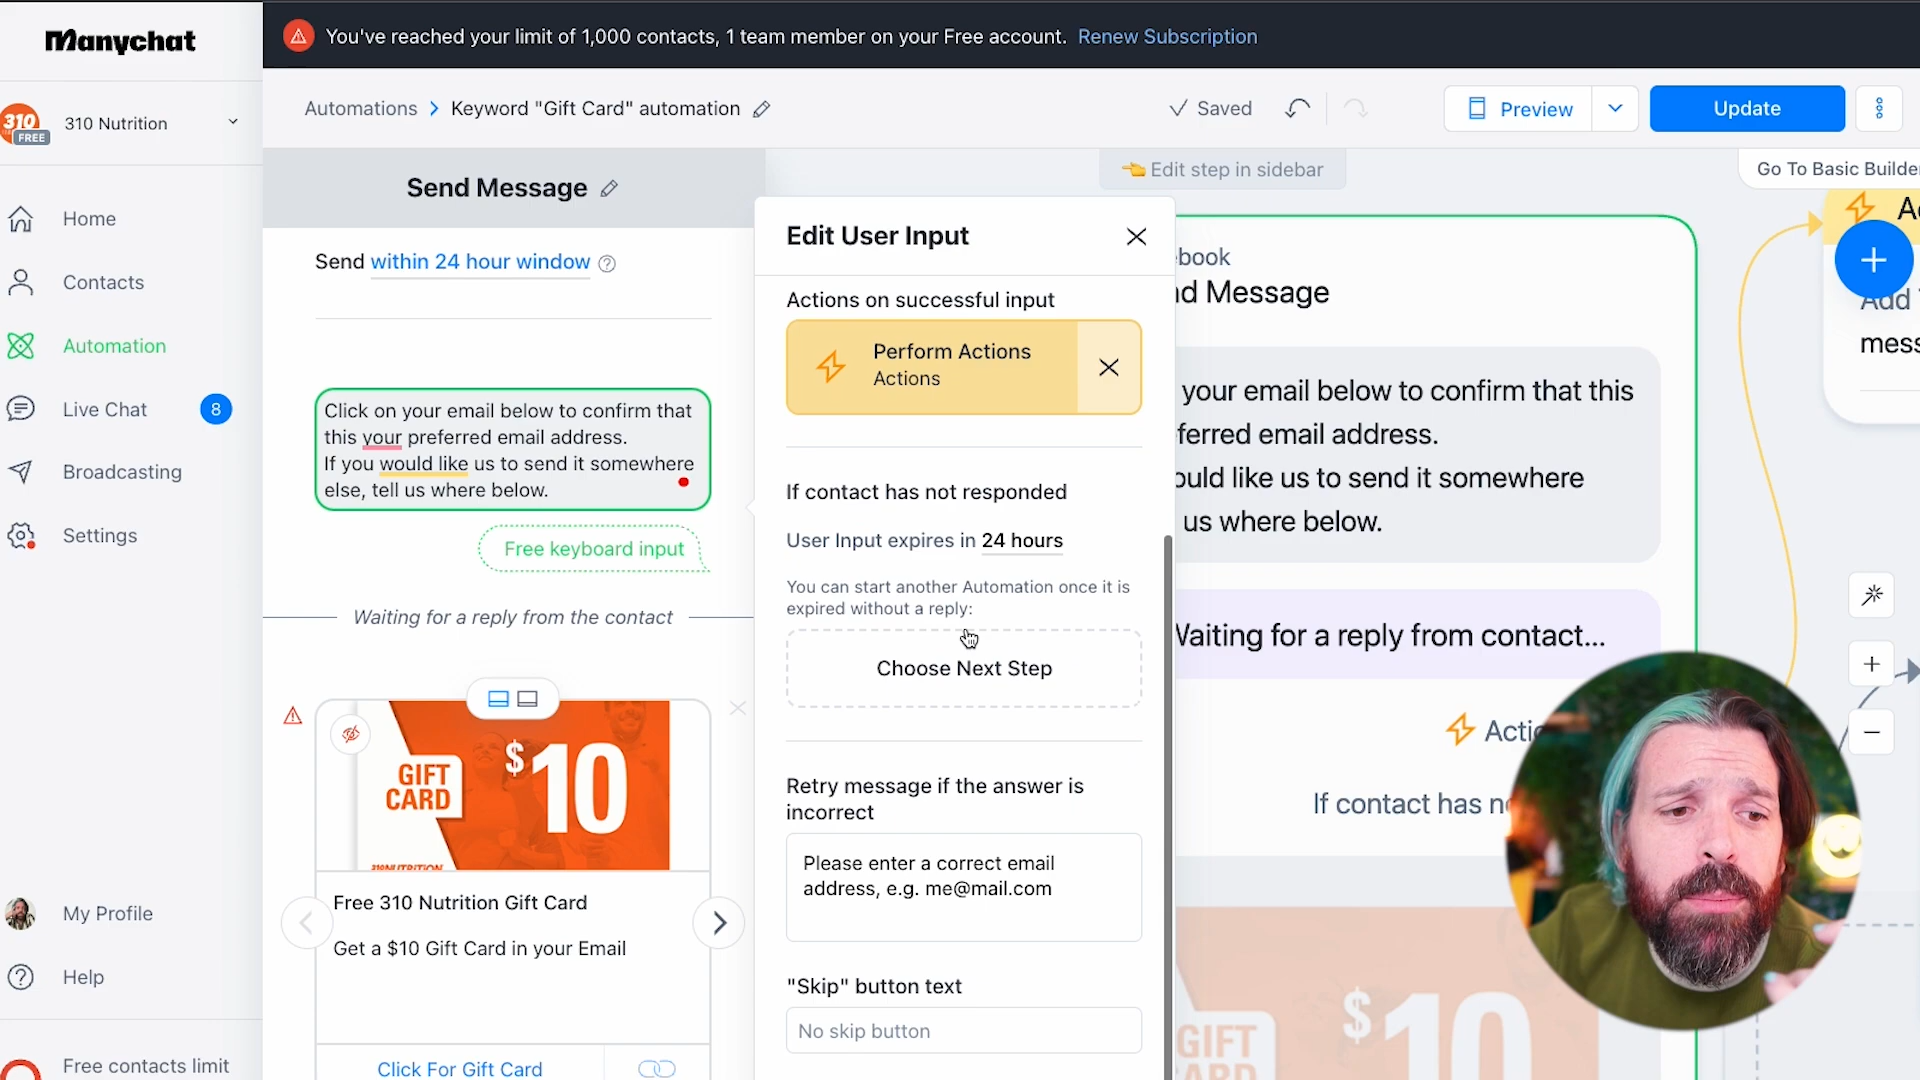 Manychat
You've reached your limit of 1,000 contacts, 1 team member on your Free account. Renew Subscription
310
FREE
310 Nutrition
Automations > Keyword "Gift Card" automation
Saved
Preview
Update
Home
Contacts
Automation
Live Chat
8
Broadcasting
Settings
My Profile
Help
Free contacts limit
Send Message
Send within 24 hour window
Click on your email below to confirm that
this your preferred email address.
If you would like us to send it somewhere
else, tell us where below.
Free keyboard input
Waiting for a reply from the contact
GIFT
CARD
$10
310NUTRITION
Free 310 Nutrition Gift Card
Get a $10 Gift Card in your Email
Click For Gift Card
Edit User Input
Actions on successful input
Perform Actions
Actions
If contact has not responded
User Input expires in 24 hours
You can start another Automation once it is
expired without a reply:
Choose Next Step
Retry message if the answer is
incorrect
Please enter a correct email
address, e.g. me@mail.com
"Skip" button text
No skip button
Edit step in sidebar
Go To Basic Builder
book
d Message
your email below to confirm that this
ferred email address.
ould like us to send it somewhere
us where below.
Waiting for a reply from contact...
Actio
If contact has no
GIFT
CARD
$10
Ac
Add
mess